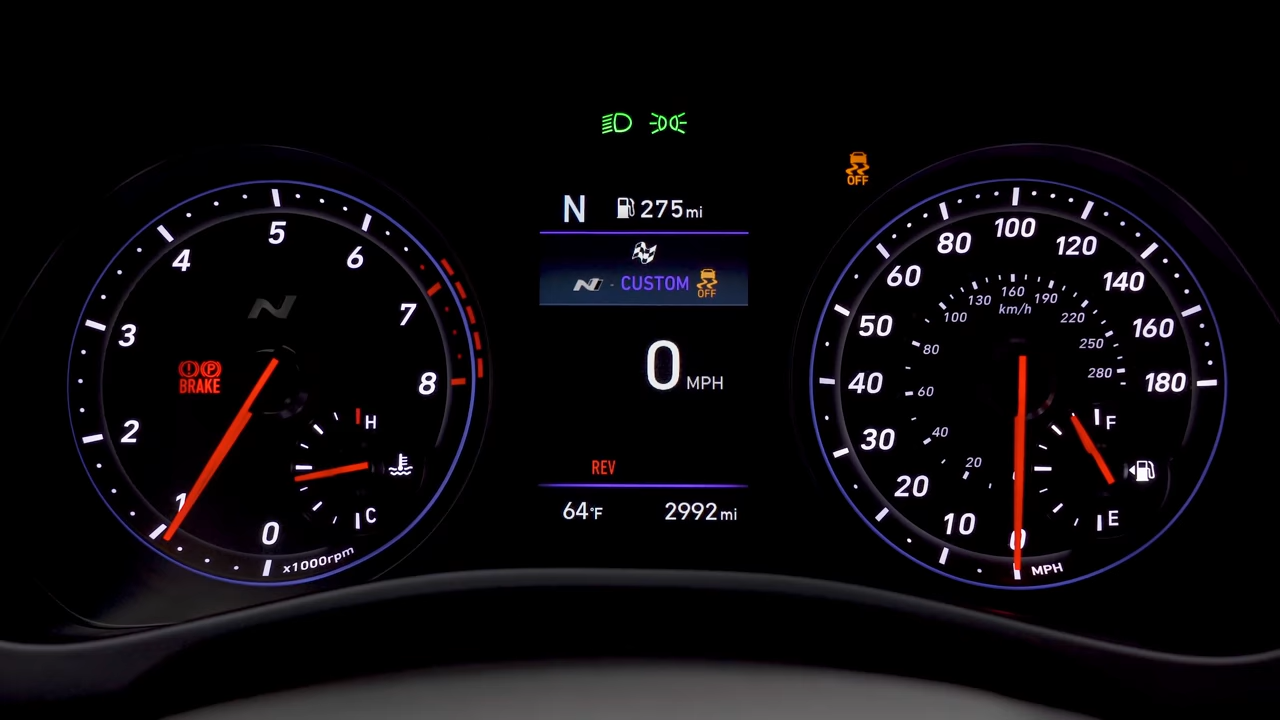 OFF
N 275 mi
N - CUSTOM OFF
0 MPH
REV
64°F 2992 mi
0
1
2
3
4
5
6
7
8
x1000rpm
N
P
BRAKE
H
C
0
10
20
30
40
50
60
80
100
120
140
160
180
MPH
20
40
60
80
100
130
160
190
220
250
280
km/h
F
E